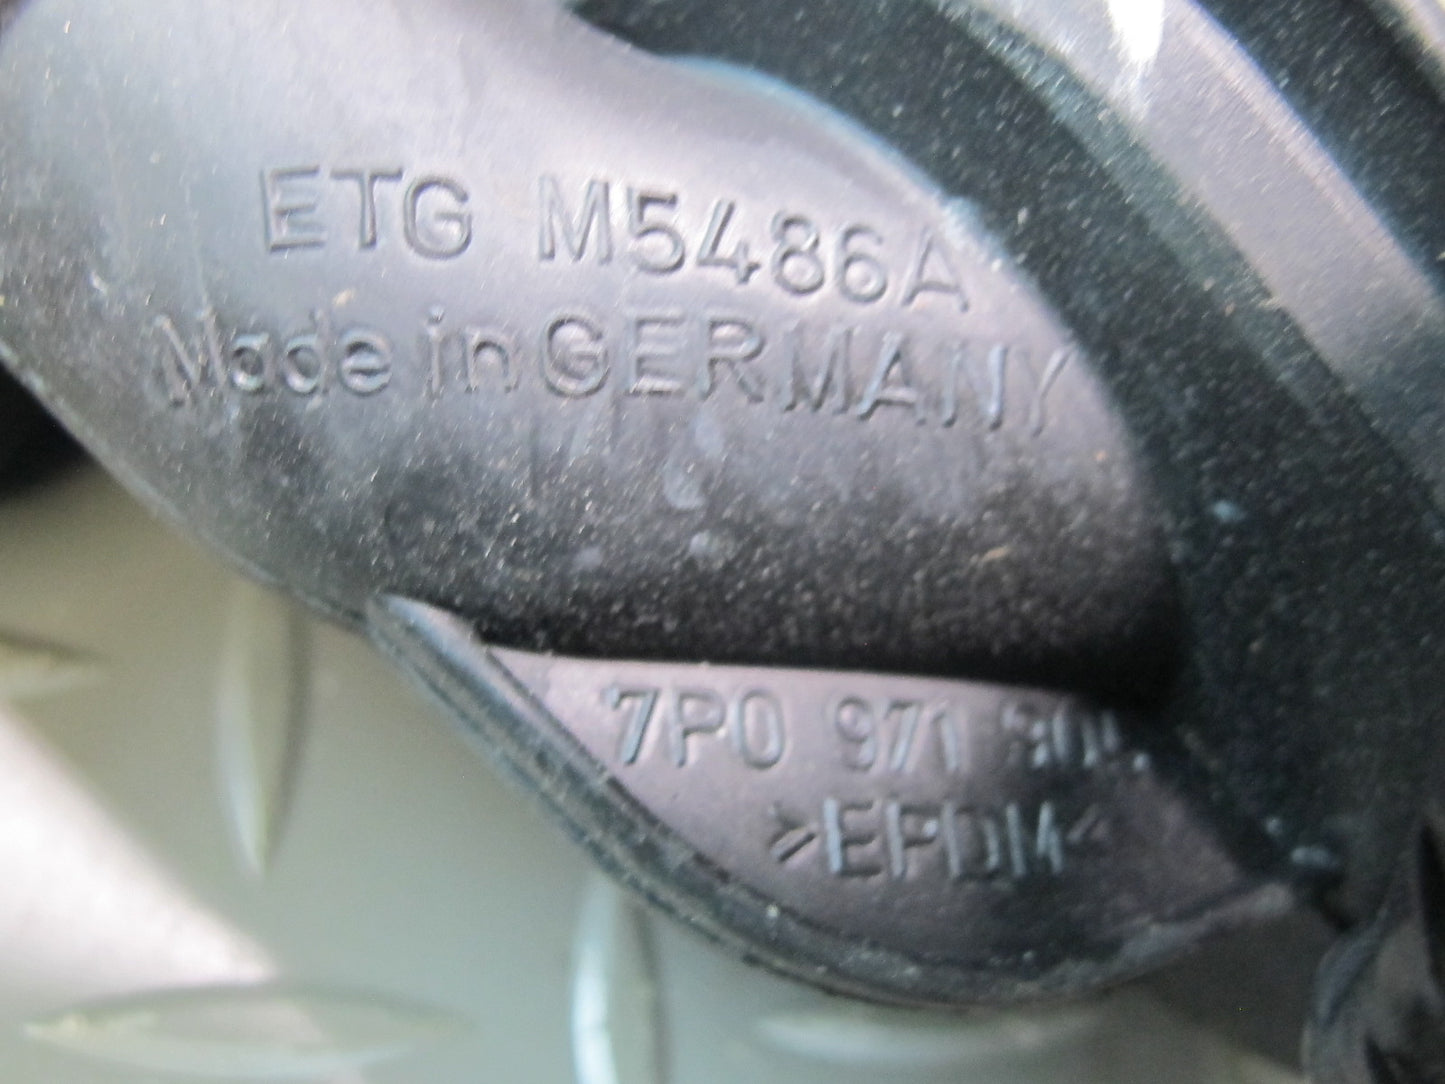 ETG M5486A
Made in GERMANY
7P0 971
>EPDM<